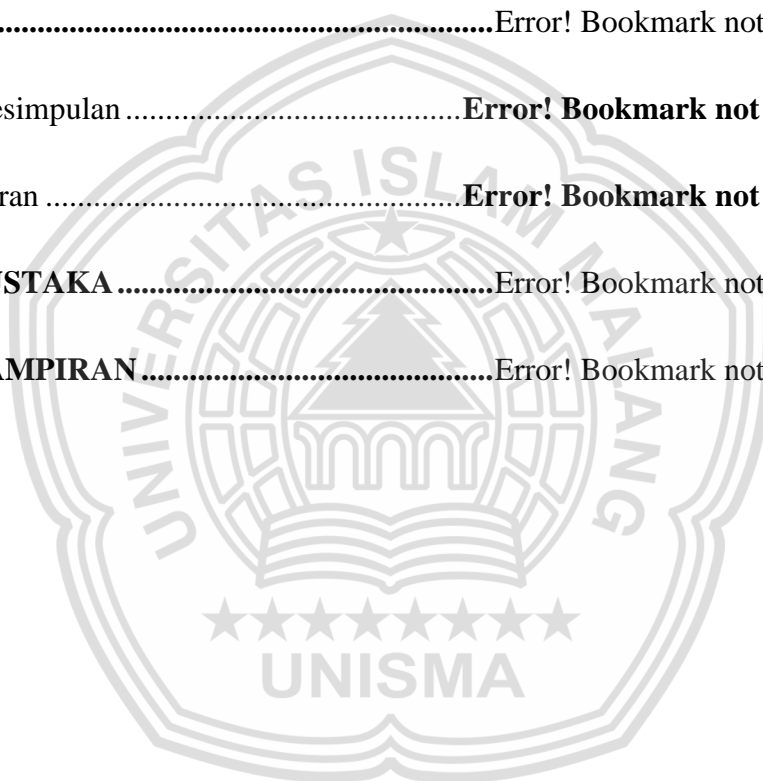 ..............................................................Error! Bookmark not
esimpulan..........................................Error! Bookmark not
ran....................................................Error! Bookmark not
USTAKA...............................................Error! Bookmark not
AMPIRAN............................................Error! Bookmark not
UNIVERSITAS ISLAM MALANG
UNISMA